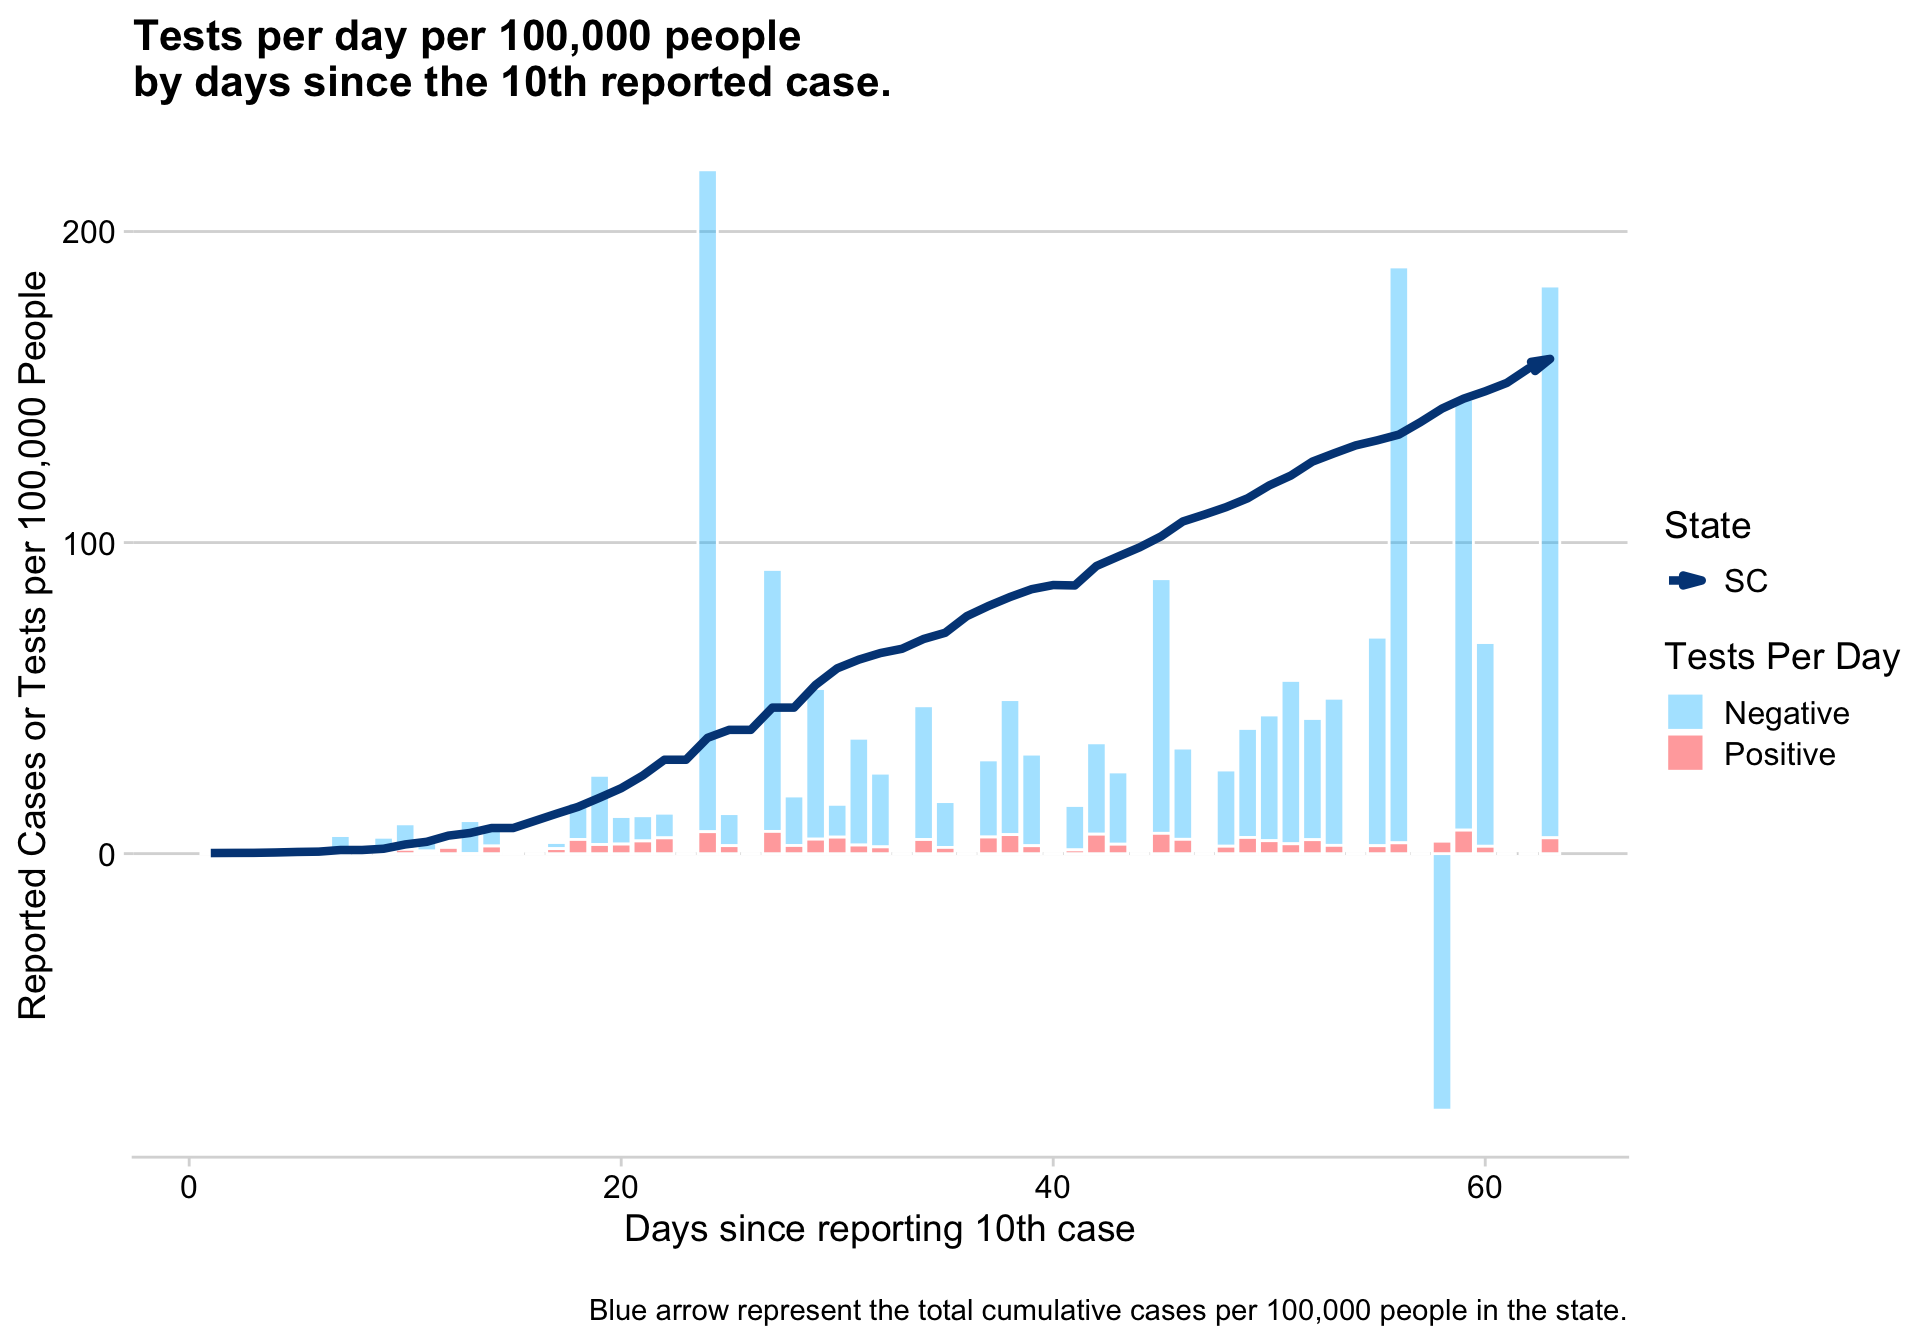 Tests per day per 100,000 people
by days since the 10th reported case.
Reported Cases or Tests per 100,000 People
200
100
0
0
20
40
60
Days since reporting 10th case
State
SC
Tests Per Day
Negative
Positive
Blue arrow represent the total cumulative cases per 100,000 people in the state.